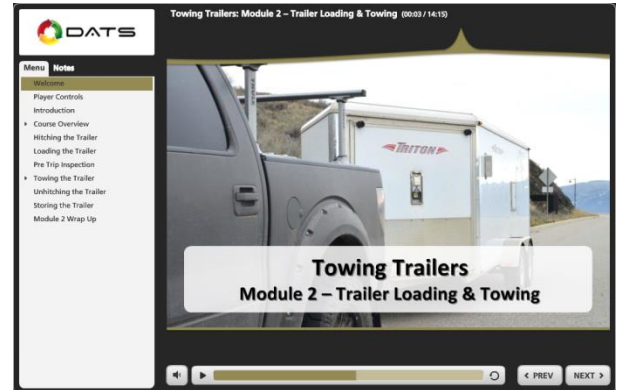 DATS
Towing Trailers: Module 2 – Trailer Loading & Towing (00:03 / 14:15)
Menu Notes
Welcome
Player Controls
Introduction
Course Overview
Hitching the Trailer
Loading the Trailer
Pre Trip Inspection
Towing the Trailer
Unhitching the Trailer
Storing the Trailer
Module 2 Wrap Up
TRITON
Towing Trailers
Module 2 – Trailer Loading & Towing
PREV
NEXT